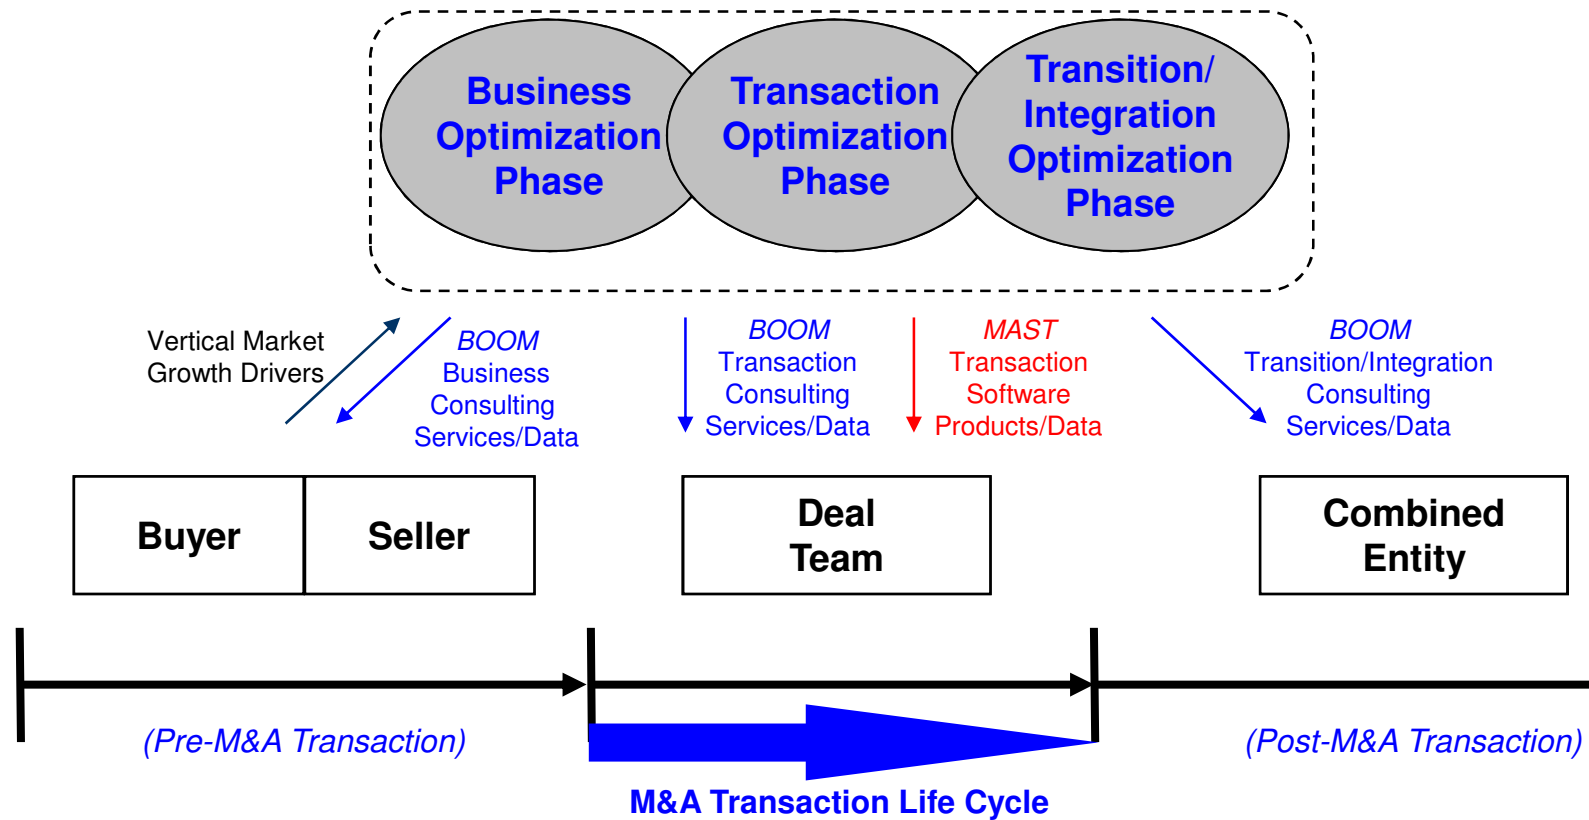 Business
Optimization
Phase
Transaction
Optimization
Phase
Transition/
Integration
Optimization
Phase
Vertical Market
Growth Drivers
BOOM
Business
Consulting
Services/Data
BOOM
Transaction
Consulting
Services/Data
MAST
Transaction
Software
Products/Data
BOOM
Transition/Integration
Consulting
Services/Data
Buyer
Seller
Deal
Team
Combined
Entity
(Pre-M&A Transaction)
(Post-M&A Transaction)
M&A Transaction Life Cycle